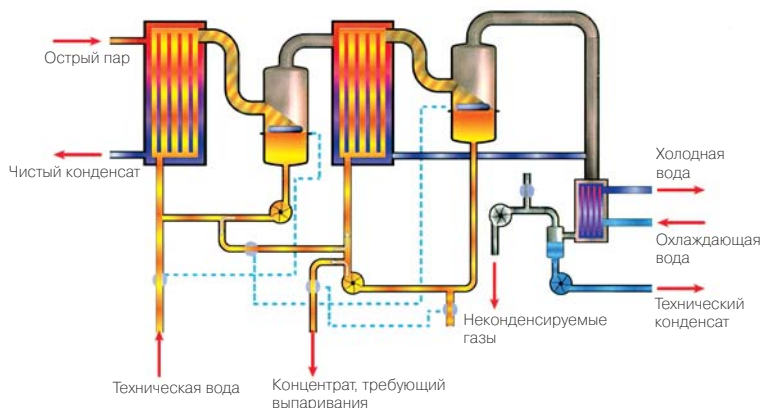 Острый пар
Чистый конденсат
Холодная
вода
Охлаждающая
вода
Технический
конденсат
Неконденсируемые
газы
Техническая вода
Концентрат, требующий
выпаривания